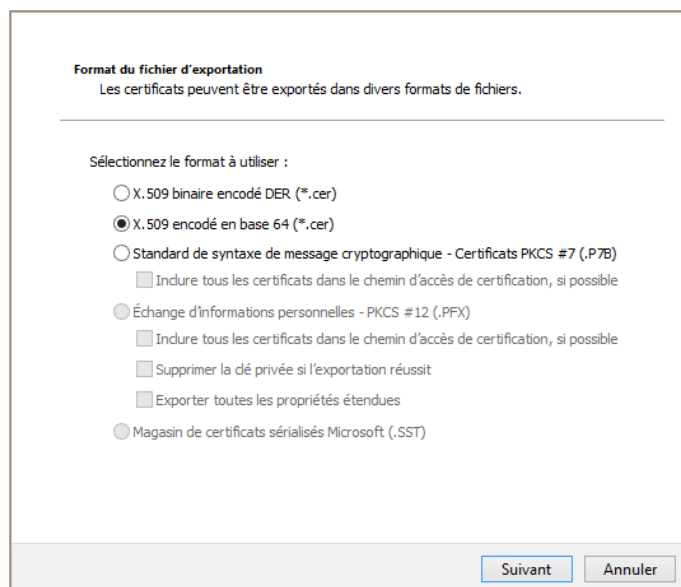 Format du fichier d'exportation
Les certificats peuvent être exportés dans divers formats de fichiers.
Sélectionnez le format à utiliser :
X.509 binaire encodé DER (*.cer)
X.509 encodé en base 64 (*.cer)
Standard de syntaxe de message cryptographique - Certificats PKCS #7 (.P7B)
Inclure tous les certificats dans le chemin d'accès de certification, si possible
Échange d'informations personnelles - PKCS #12 (.PFX)
Inclure tous les certificats dans le chemin d'accès de certification, si possible
Supprimer la clé privée si l'exportation réussit
Exporter toutes les propriétés étendues
Magasin de certificats sérialisés Microsoft (.SST)
Suivant Annuler